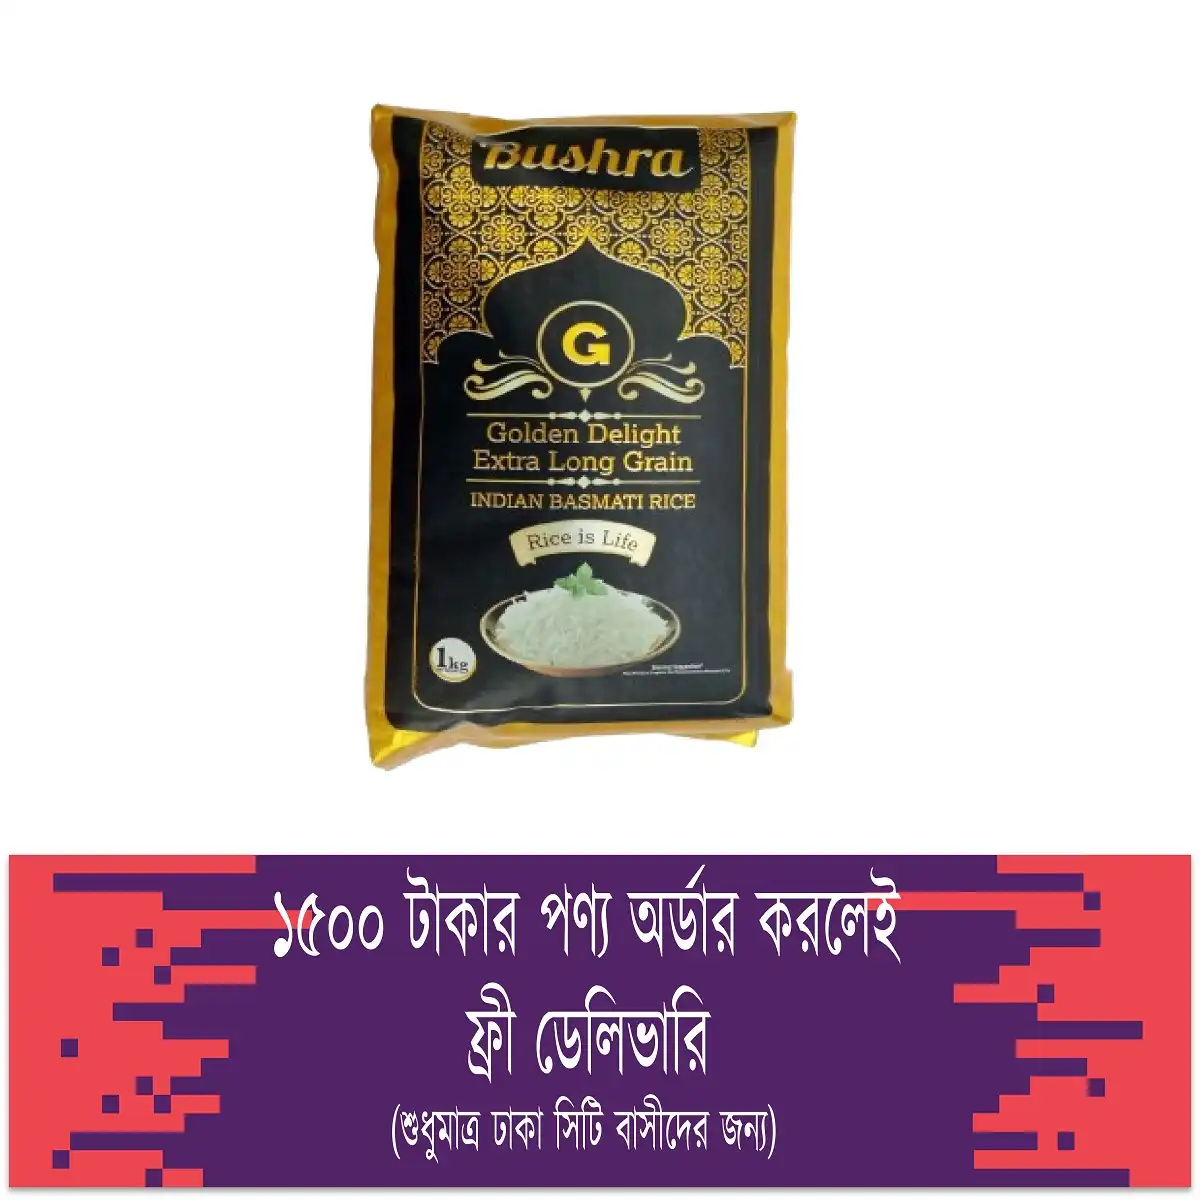 Bushra
G
Golden Delight
Extra Long Grain
INDIAN BASMATI RICE
Rice is Life
1kg
১৫০০ টাকার পণ্য অর্ডার করলেই
ফ্রী ডেলিভারি
(শুধুমাত্র ঢাকা সিটি বাসীদের জন্য)